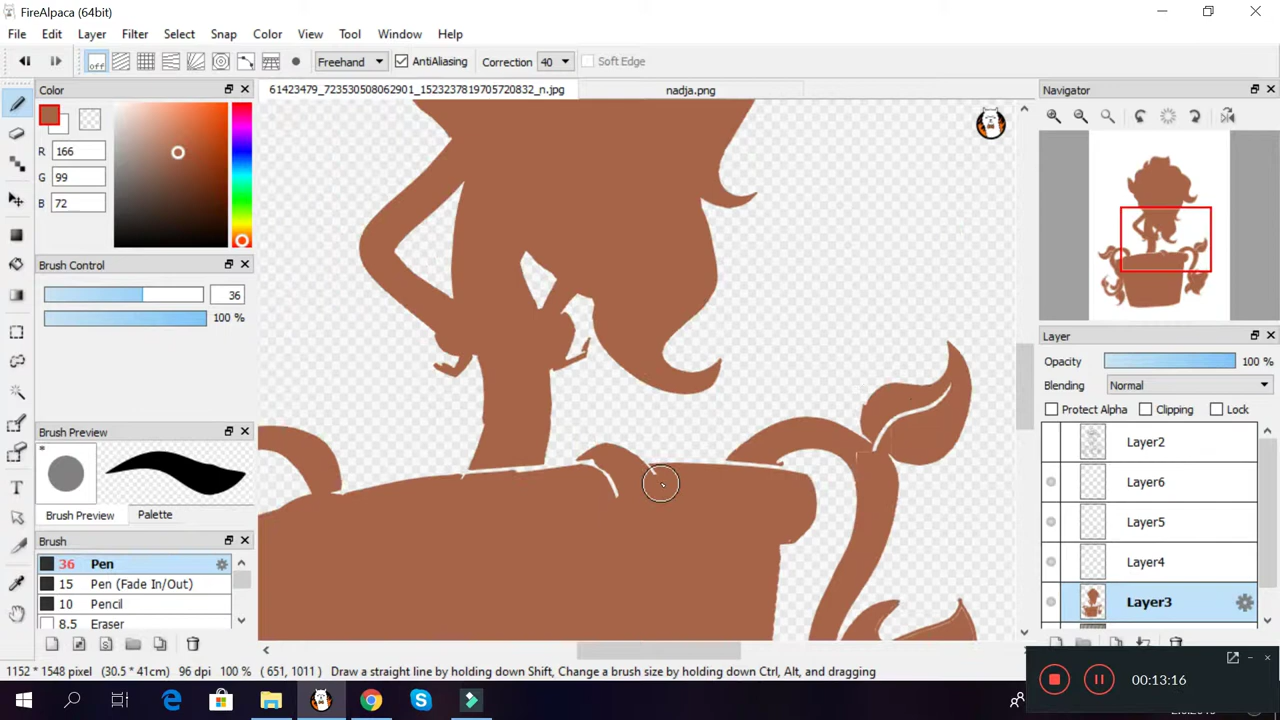 FireAlpaca (64bit)
File Edit Layer Filter Select Snap Color View Tool Window Help
off Freehand AntiAliasing Correction 40 Soft Edge
Color
61423479_723530508062901_1523237819705720832_n.jpg nadja.png
Navigator
R 166
G 99
B 72
Brush Control
36
100 %
Layer
Opacity 100 %
Blending Normal
Protect Alpha Clipping Lock
Brush Preview
Layer2
Layer6
Brush Preview Palette
Layer5
Brush
Layer4
36 Pen
15 Pen (Fade In/Out)
10 Pencil
Layer3
8.5 Eraser
1152 * 1548 pixel (30.5 * 41cm) 96 dpi 100 % (651, 1011) Draw a straight line by holding down Shift, Change a brush size by holding down Ctrl, Alt, and dragging
00:13:16